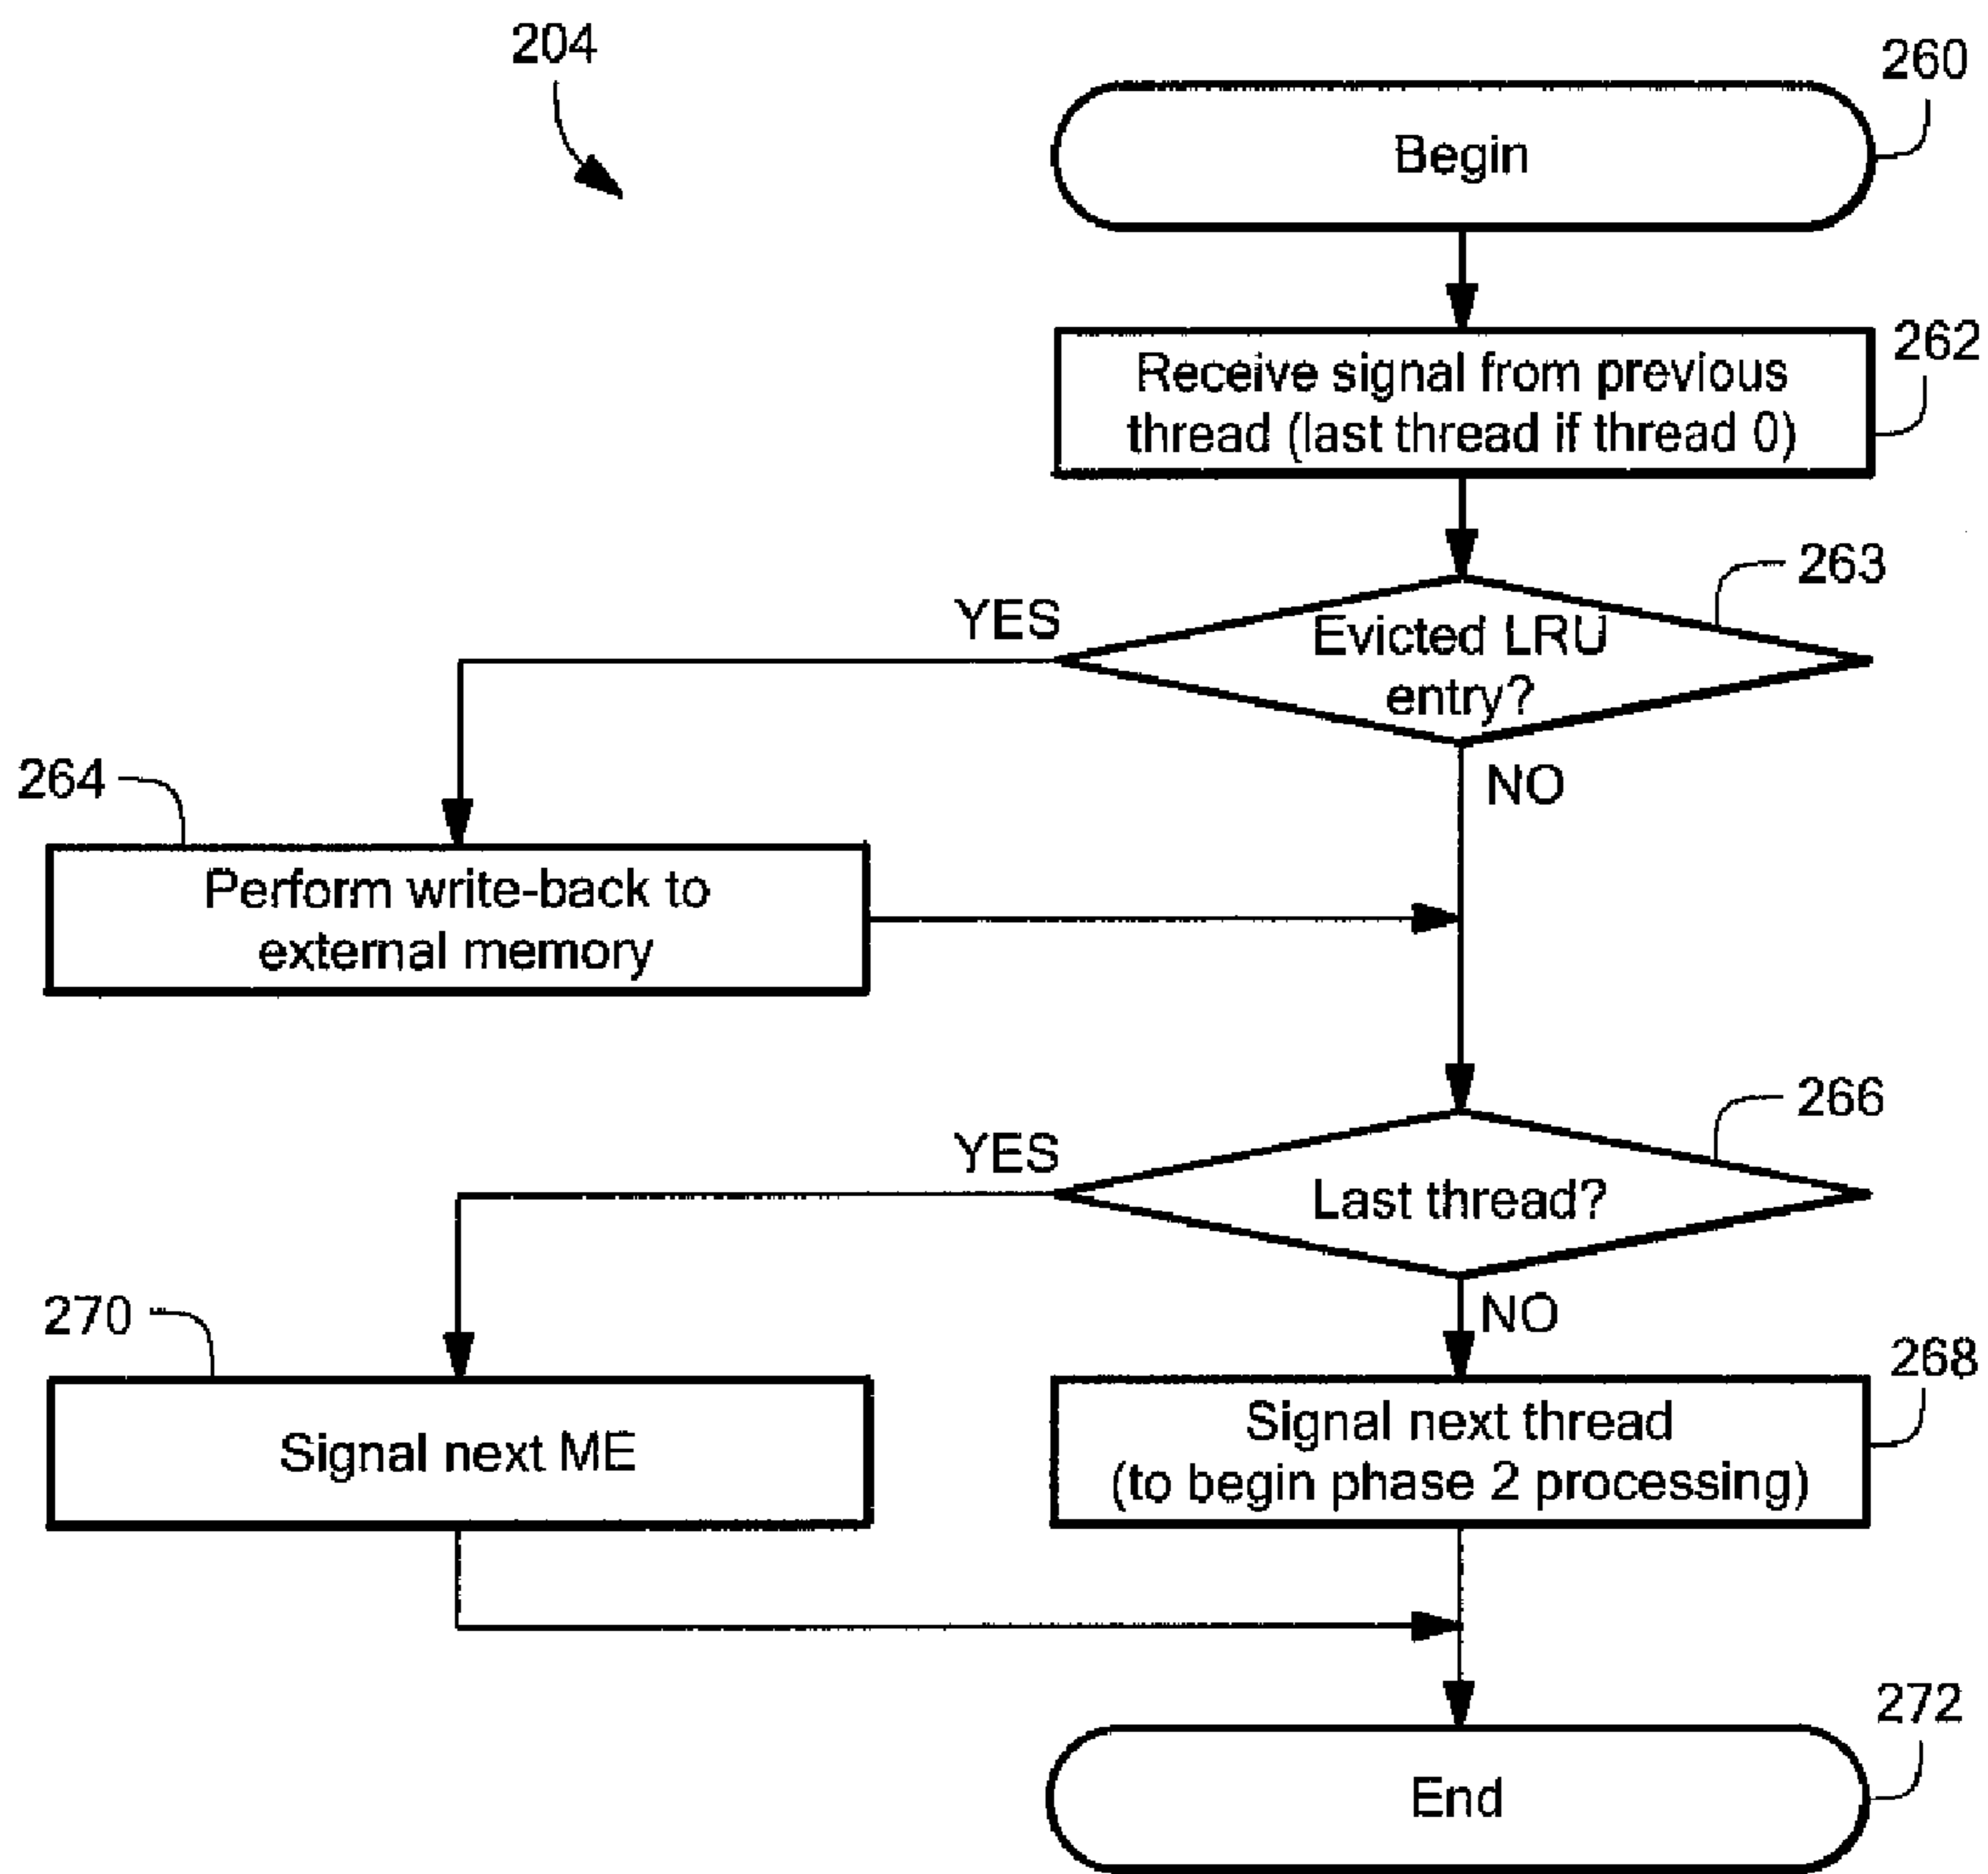 204
260
Begin
262
Receive signal from previous
thread (last thread if thread 0)
263
YES
Evicted LRU
entry?
NO
264
Perform write-back to
external memory
266
YES
Last thread?
NO
270
268
Signal next ME
Signal next thread
(to begin phase 2 processing)
272
End